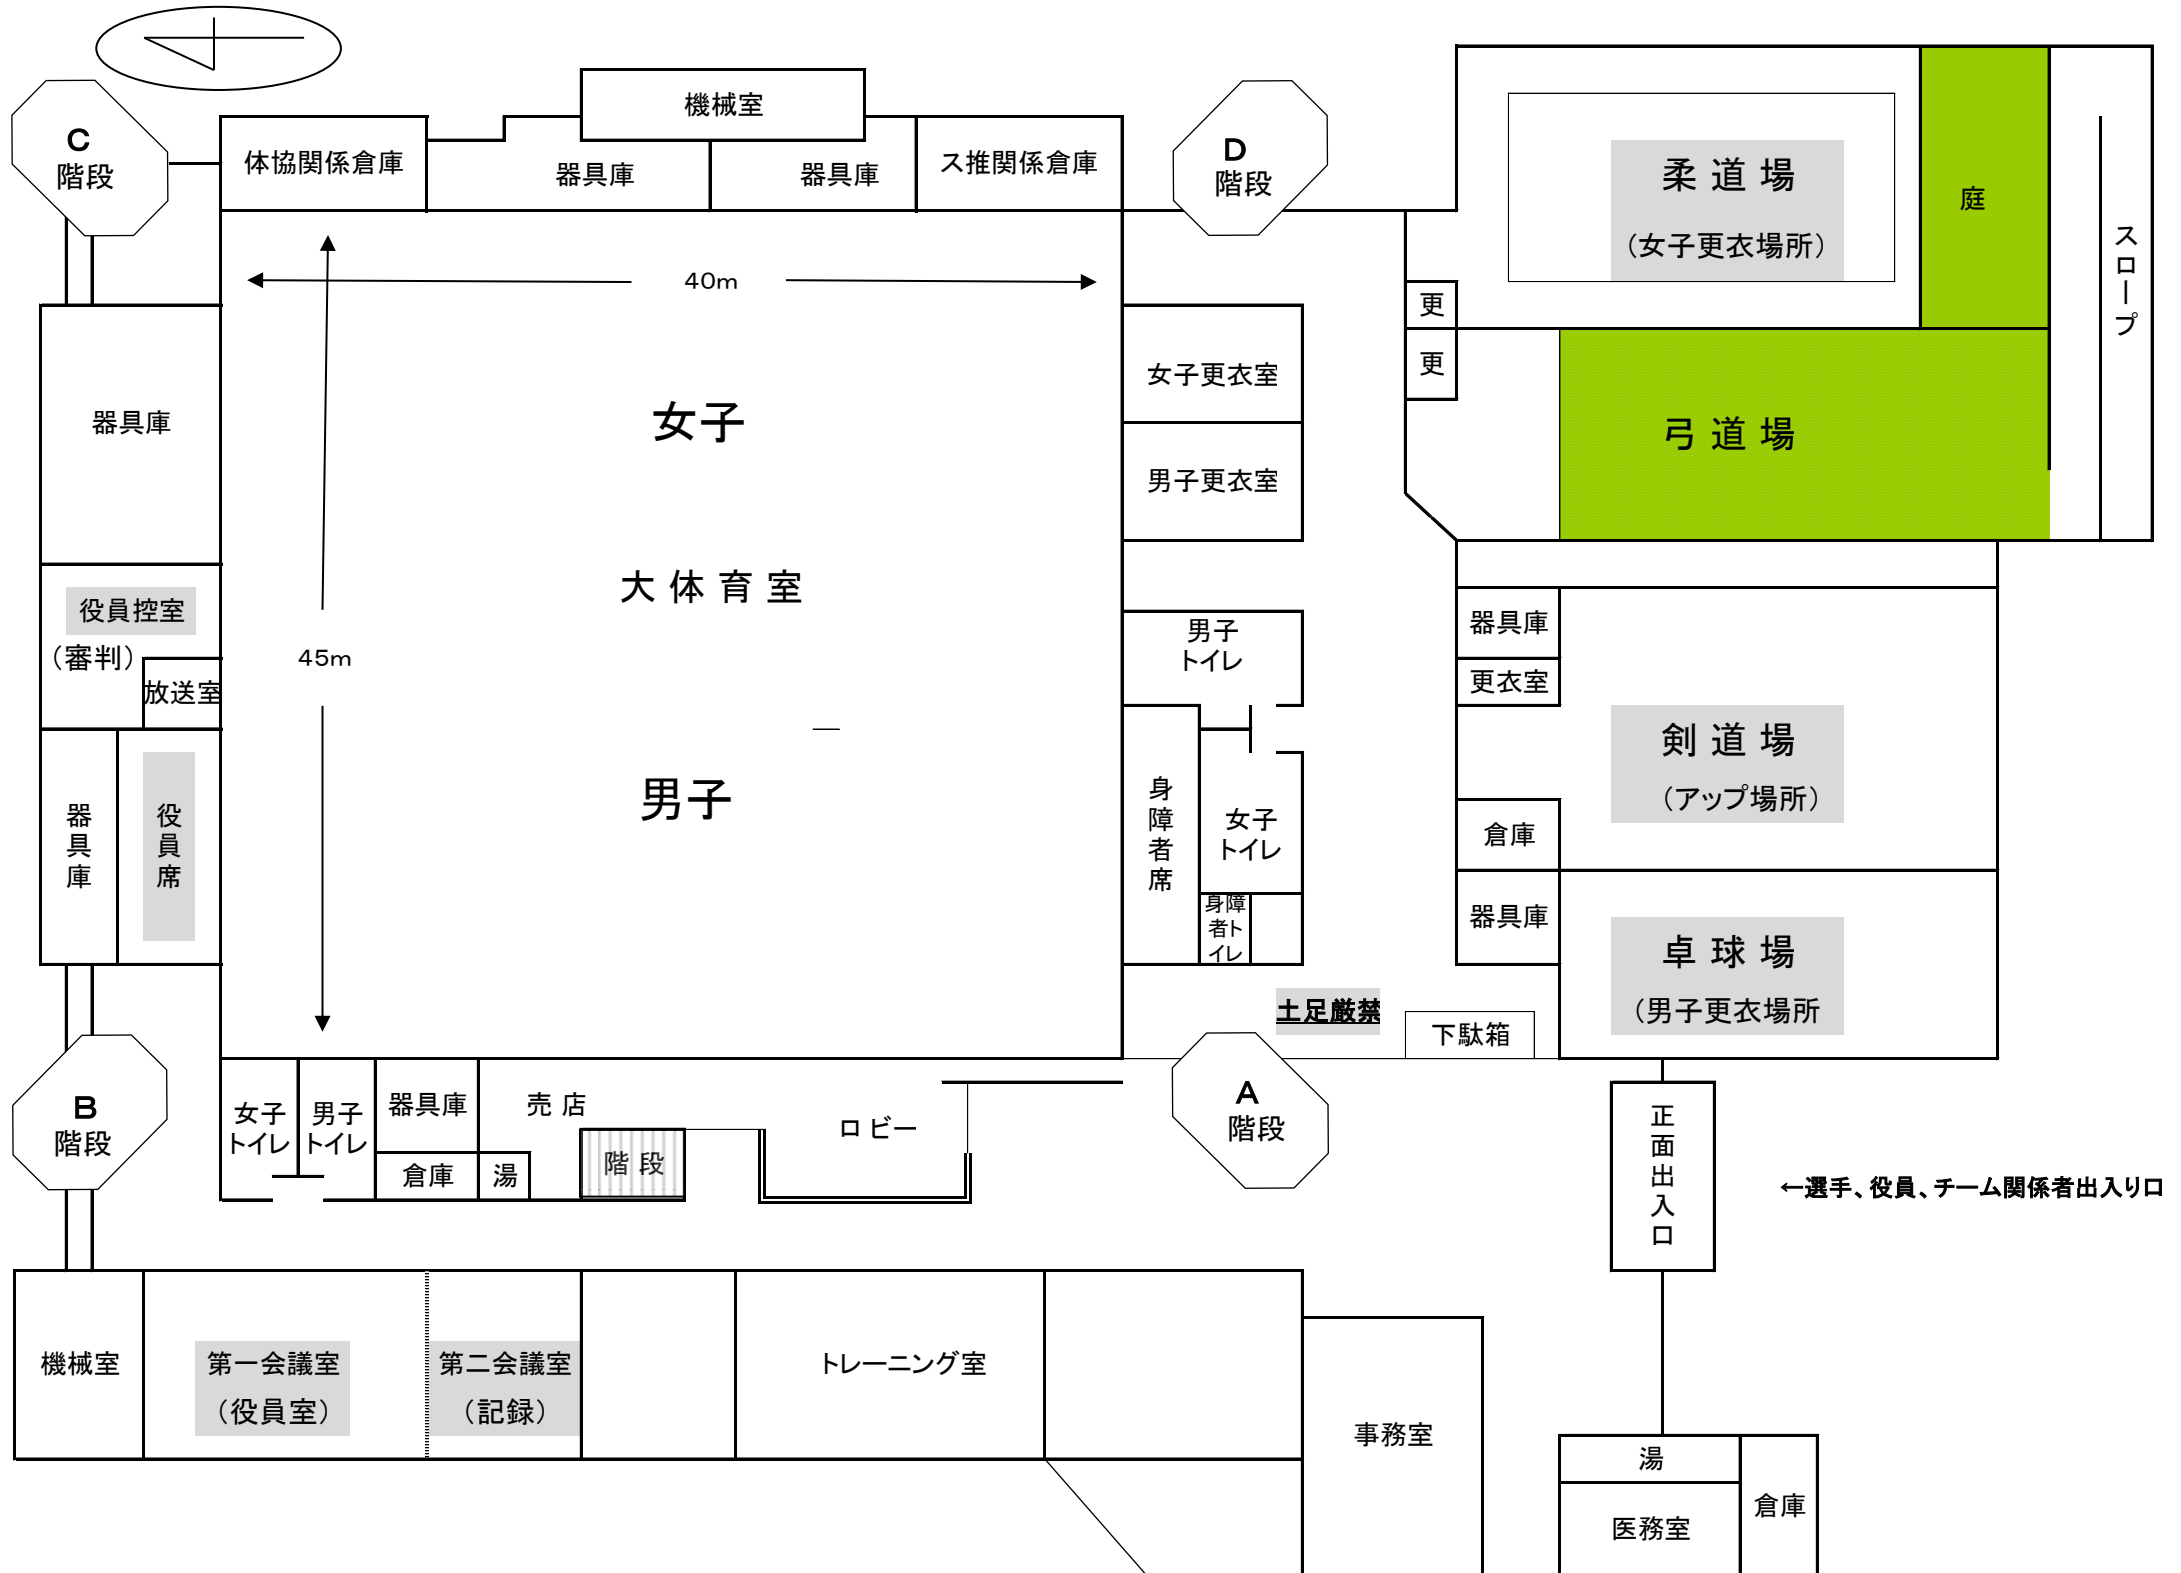 機械室
C
階段
体協関係倉庫
器具庫
器具庫
ス推関係倉庫
D
階段
柔 道 場
（女子更衣場所）
庭
スロープ
40m
更
更
女子更衣室
男子更衣室
弓 道 場
器具庫
女子
大 体 育 室
45m
男子
役員控室
（審判）
放送室
器具庫
役員席
男子
トイレ
身障者席
女子
トイレ
身障
者ト
イレ
器具庫
更衣室
剣 道 場
（アップ場所）
倉庫
器具庫
卓 球 場
（男子更衣場所
土足厳禁
下駄箱
A
階段
B
階段
女子
トイレ
男子
トイレ
器具庫
倉庫
湯
売 店
階 段
ロ ビー
正面出入口
←選手、役員、チーム関係者出入り口
機械室
第一会議室
（役員室）
第二会議室
（記録）
トレーニング室
事務室
湯
医務室
倉庫